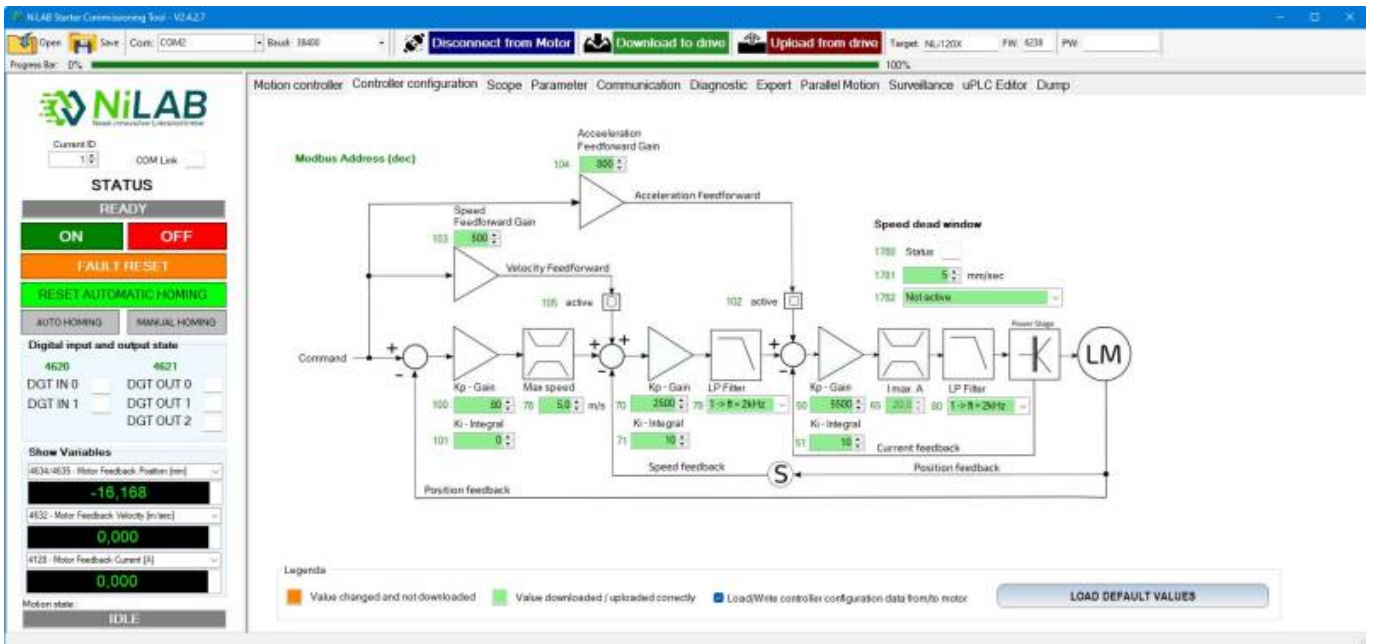 NiLAB Starter Commissioning Tool - V2.4.2.7
Open Save Com: COM2 Baud: 38400 Disconnect from Motor Download to drive Upload from drive Target: NL/120X FW: 6238 PW:
Progress Bar: 0% 100%
Motion controller Controller configuration Scope Parameter Communication Diagnostic Expert Parallel Motion Surveillance uPLC Editor Dump
NiLAB
Current ID
1 COM Link
STATUS
READY
ON OFF
FAULT RESET
RESET AUTOMATIC HOMING
AUTO HOMING MANUAL HOMING
Digital input and output state
4620 4621
DGT IN 0 DGT OUT 0
DGT IN 1 DGT OUT 1
DGT OUT 2
Show Variables
4634/4635 - Motor Feedback Position [mm]
-16,168
4632 - Motor Feedback Velocity [m/sec]
0,000
4128 - Motor Feedback Current [A]
0,000
Motion state:
IDLE
Modbus Address (dec)
Acceleration
Feedforward Gain
104 800
Acceleration Feedforward
Speed
Feedforward Gain
103 500
Velocity Feedforward
105 active
102 active
Speed dead window
1780 Status
1781 5 mm/sec
1782 Not active
Command
+ - + + - + -
Power Stage
LM
Kp - Gain Max speed Kp - Gain LP Filter Kp - Gain I max A LP Filter
100 80 76 5,0 m/s 70 2500 79 1->ft=2kHz 60 5500 65 20,0 80 1->ft=2kHz
Ki - Integral Ki - Integral Ki - Integral
101 0 71 10 61 10
Current feedback
Speed feedback S Position feedback
Position feedback
Legenda
Value changed and not downloaded Value downloaded / uploaded correctly Load/Write controller configuration data from/to motor LOAD DEFAULT VALUES